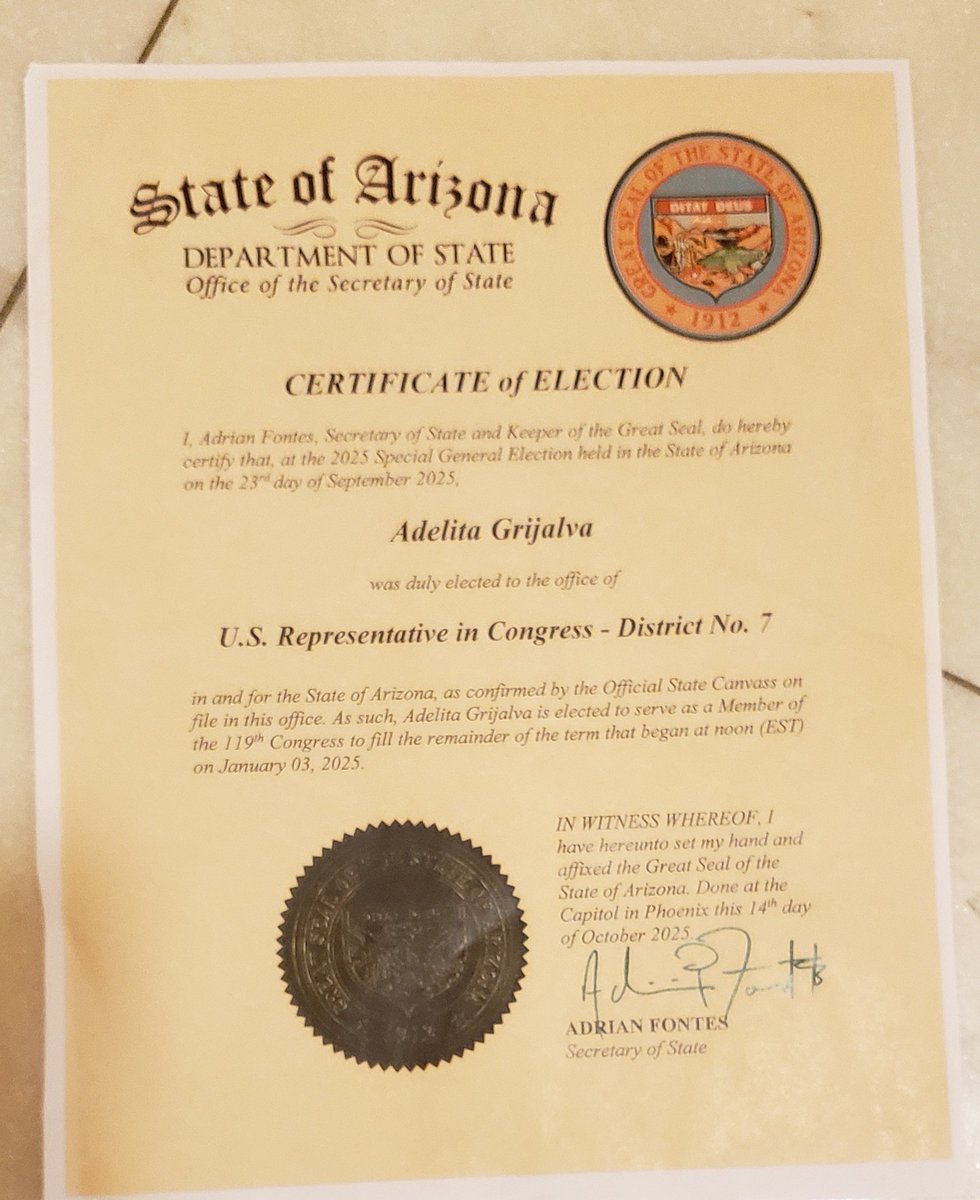 State of Arizona
DEPARTMENT OF STATE
Office of the Secretary of State
GREAT SEAL OF THE STATE OF ARIZONA
DITAT DEUS
★ 1912 ★
CERTIFICATE of ELECTION
I, Adrian Fontes, Secretary of State and Keeper of the Great Seal, do hereby
certify that, at the 2025 Special General Election held in the State of Arizona
on the 23rd day of September 2025,
Adelita Grijalva
was duly elected to the office of
U.S. Representative in Congress - District No. 7
in and for the State of Arizona, as confirmed by the Official State Canvass on
file in this office. As such, Adelita Grijalva is elected to serve as a Member of
the 119th Congress to fill the remainder of the term that began at noon (EST)
on January 03, 2025.
GREAT SEAL OF
IN WITNESS WHEREOF, I
have hereunto set my hand and
affixed the Great Seal of the
State of Arizona. Done at the
Capitol in Phoenix this 14th day
of October 2025.
ADRIAN FONTES
Secretary of State